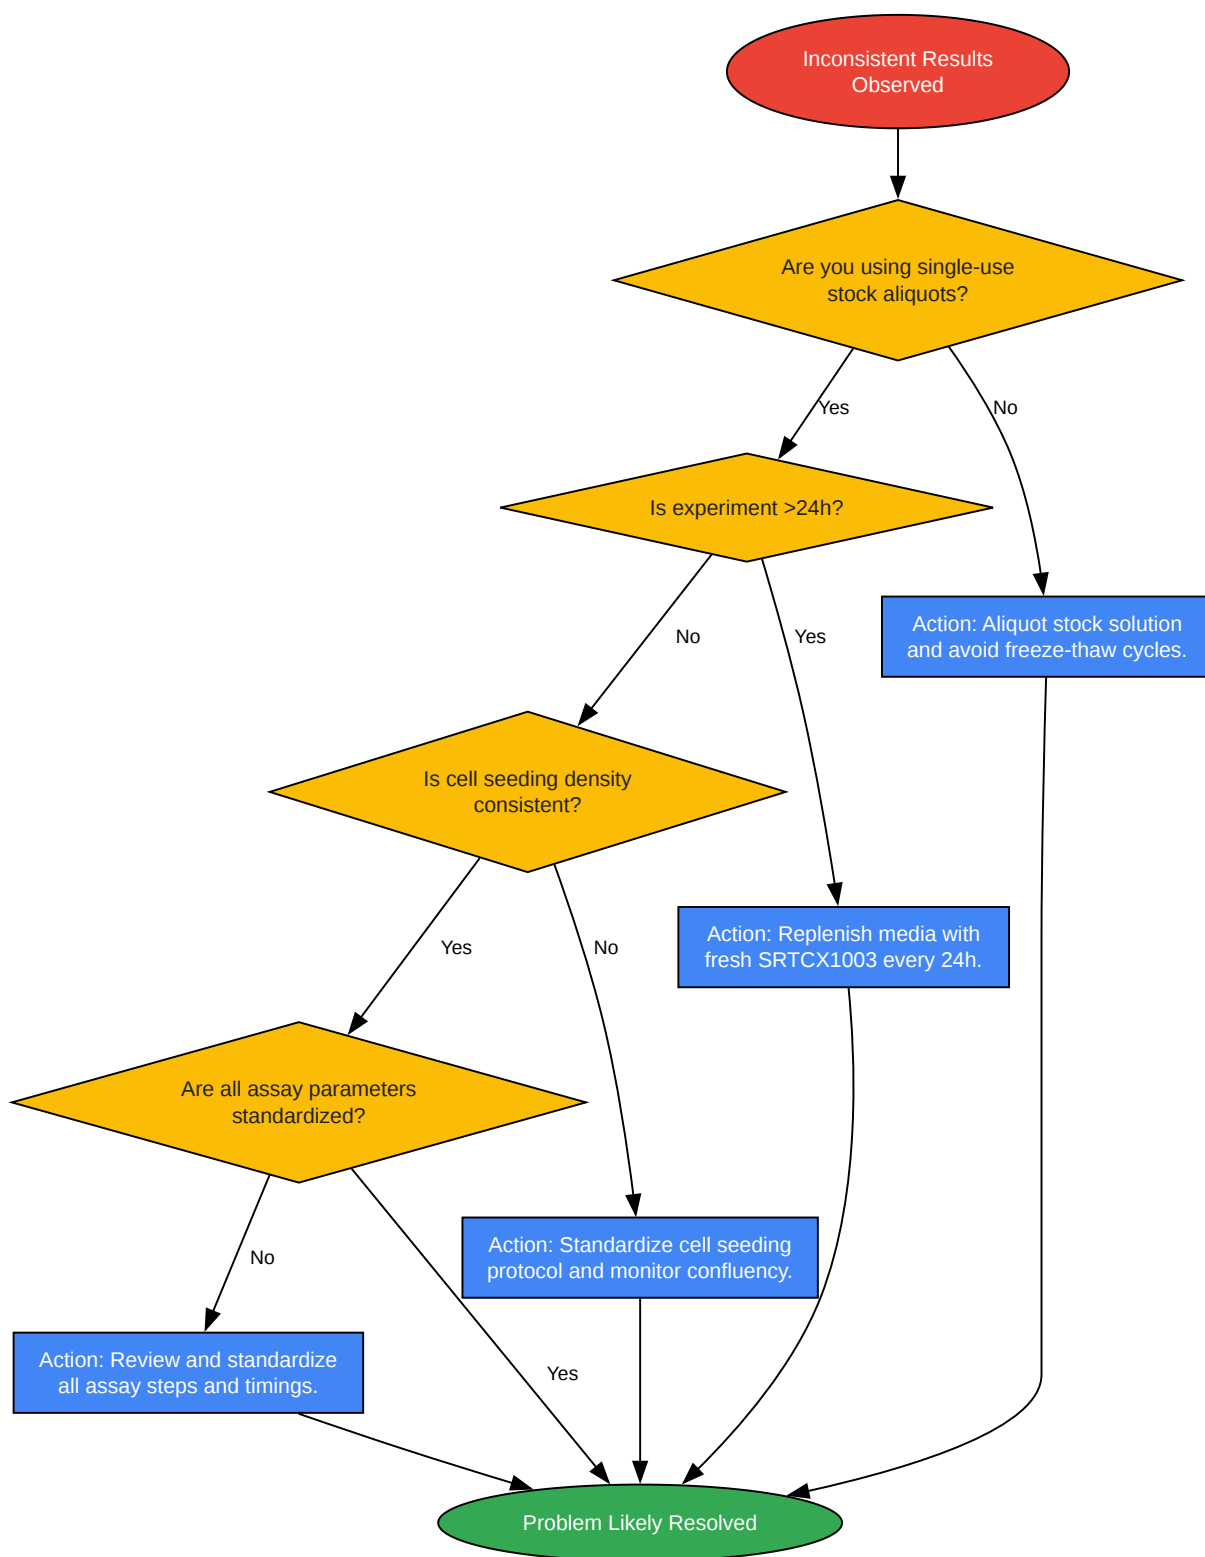 Inconsistent Results
Observed
Are you using single-use
stock aliquots?
Yes
No
Is experiment >24h?
No
Yes
Action: Aliquot stock solution
and avoid freeze-thaw cycles.
Is cell seeding density
consistent?
Yes
No
Action: Replenish media with
fresh SRTCX1003 every 24h.
Are all assay parameters
standardized?
No
Yes
Action: Standardize cell seeding
protocol and monitor confluency.
Action: Review and standardize
all assay steps and timings.
Problem Likely Resolved